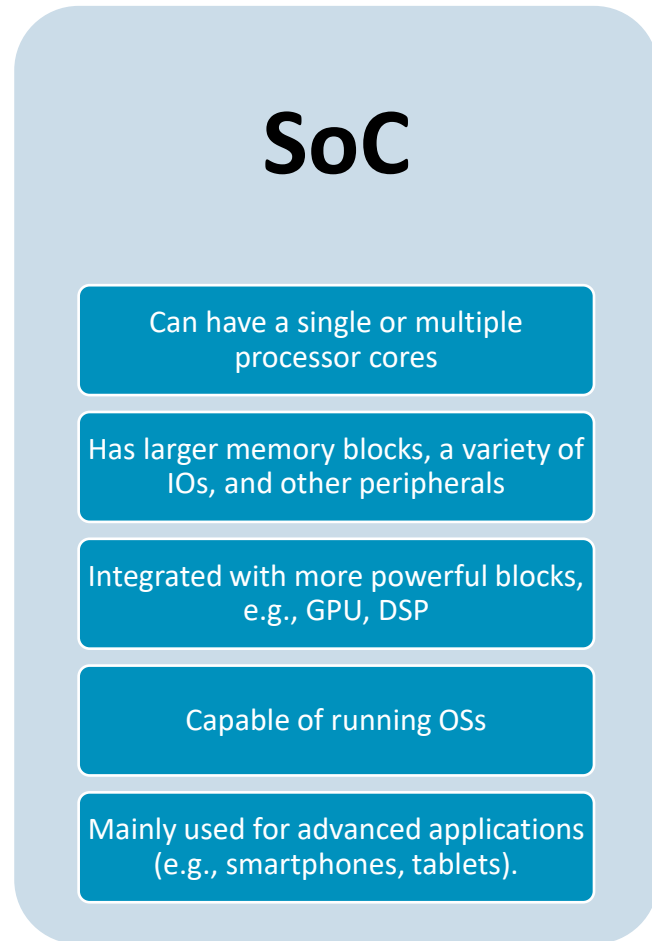 SoC
Can have a single or multiple
processor cores
Has larger memory blocks, a variety of
IOs, and other peripherals
Integrated with more powerful blocks,
e.g., GPU, DSP
Capable of running OSs
Mainly used for advanced applications
(e.g., smartphones, tablets).